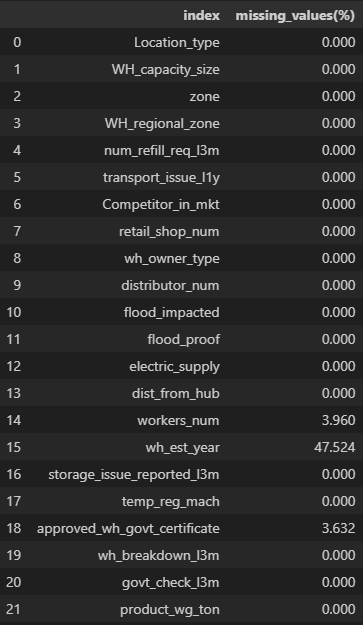 index missing_values(%)
0 Location_type 0.000
1 WH_capacity_size 0.000
2 zone 0.000
3 WH_regional_zone 0.000
4 num_refill_req_l3m 0.000
5 transport_issue_l1y 0.000
6 Competitor_in_mkt 0.000
7 retail_shop_num 0.000
8 wh_owner_type 0.000
9 distributor_num 0.000
10 flood_impacted 0.000
11 flood_proof 0.000
12 electric_supply 0.000
13 dist_from_hub 0.000
14 workers_num 3.960
15 wh_est_year 47.524
16 storage_issue_reported_l3m 0.000
17 temp_reg_mach 0.000
18 approved_wh_govt_certificate 3.632
19 wh_breakdown_l3m 0.000
20 govt_check_l3m 0.000
21 product_wg_ton 0.000